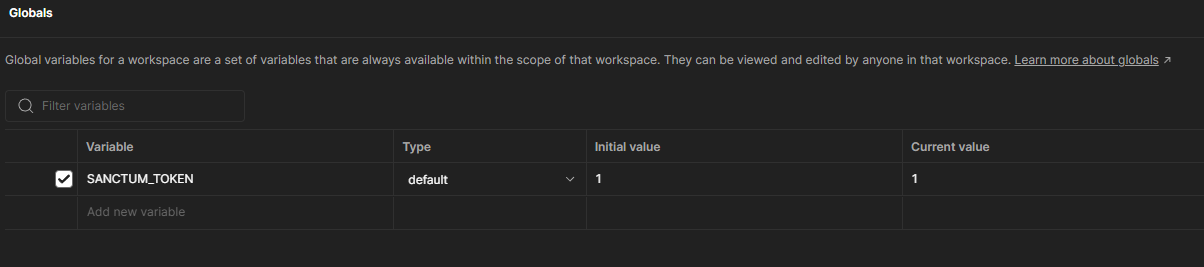 Globals
Global variables for a workspace are a set of variables that are always available within the scope of that workspace. They can be viewed and edited by anyone in that workspace. Learn more about globals ↗
Filter variables
Variable Type Initial value Current value
SANCTUM_TOKEN default 1 1
Add new variable